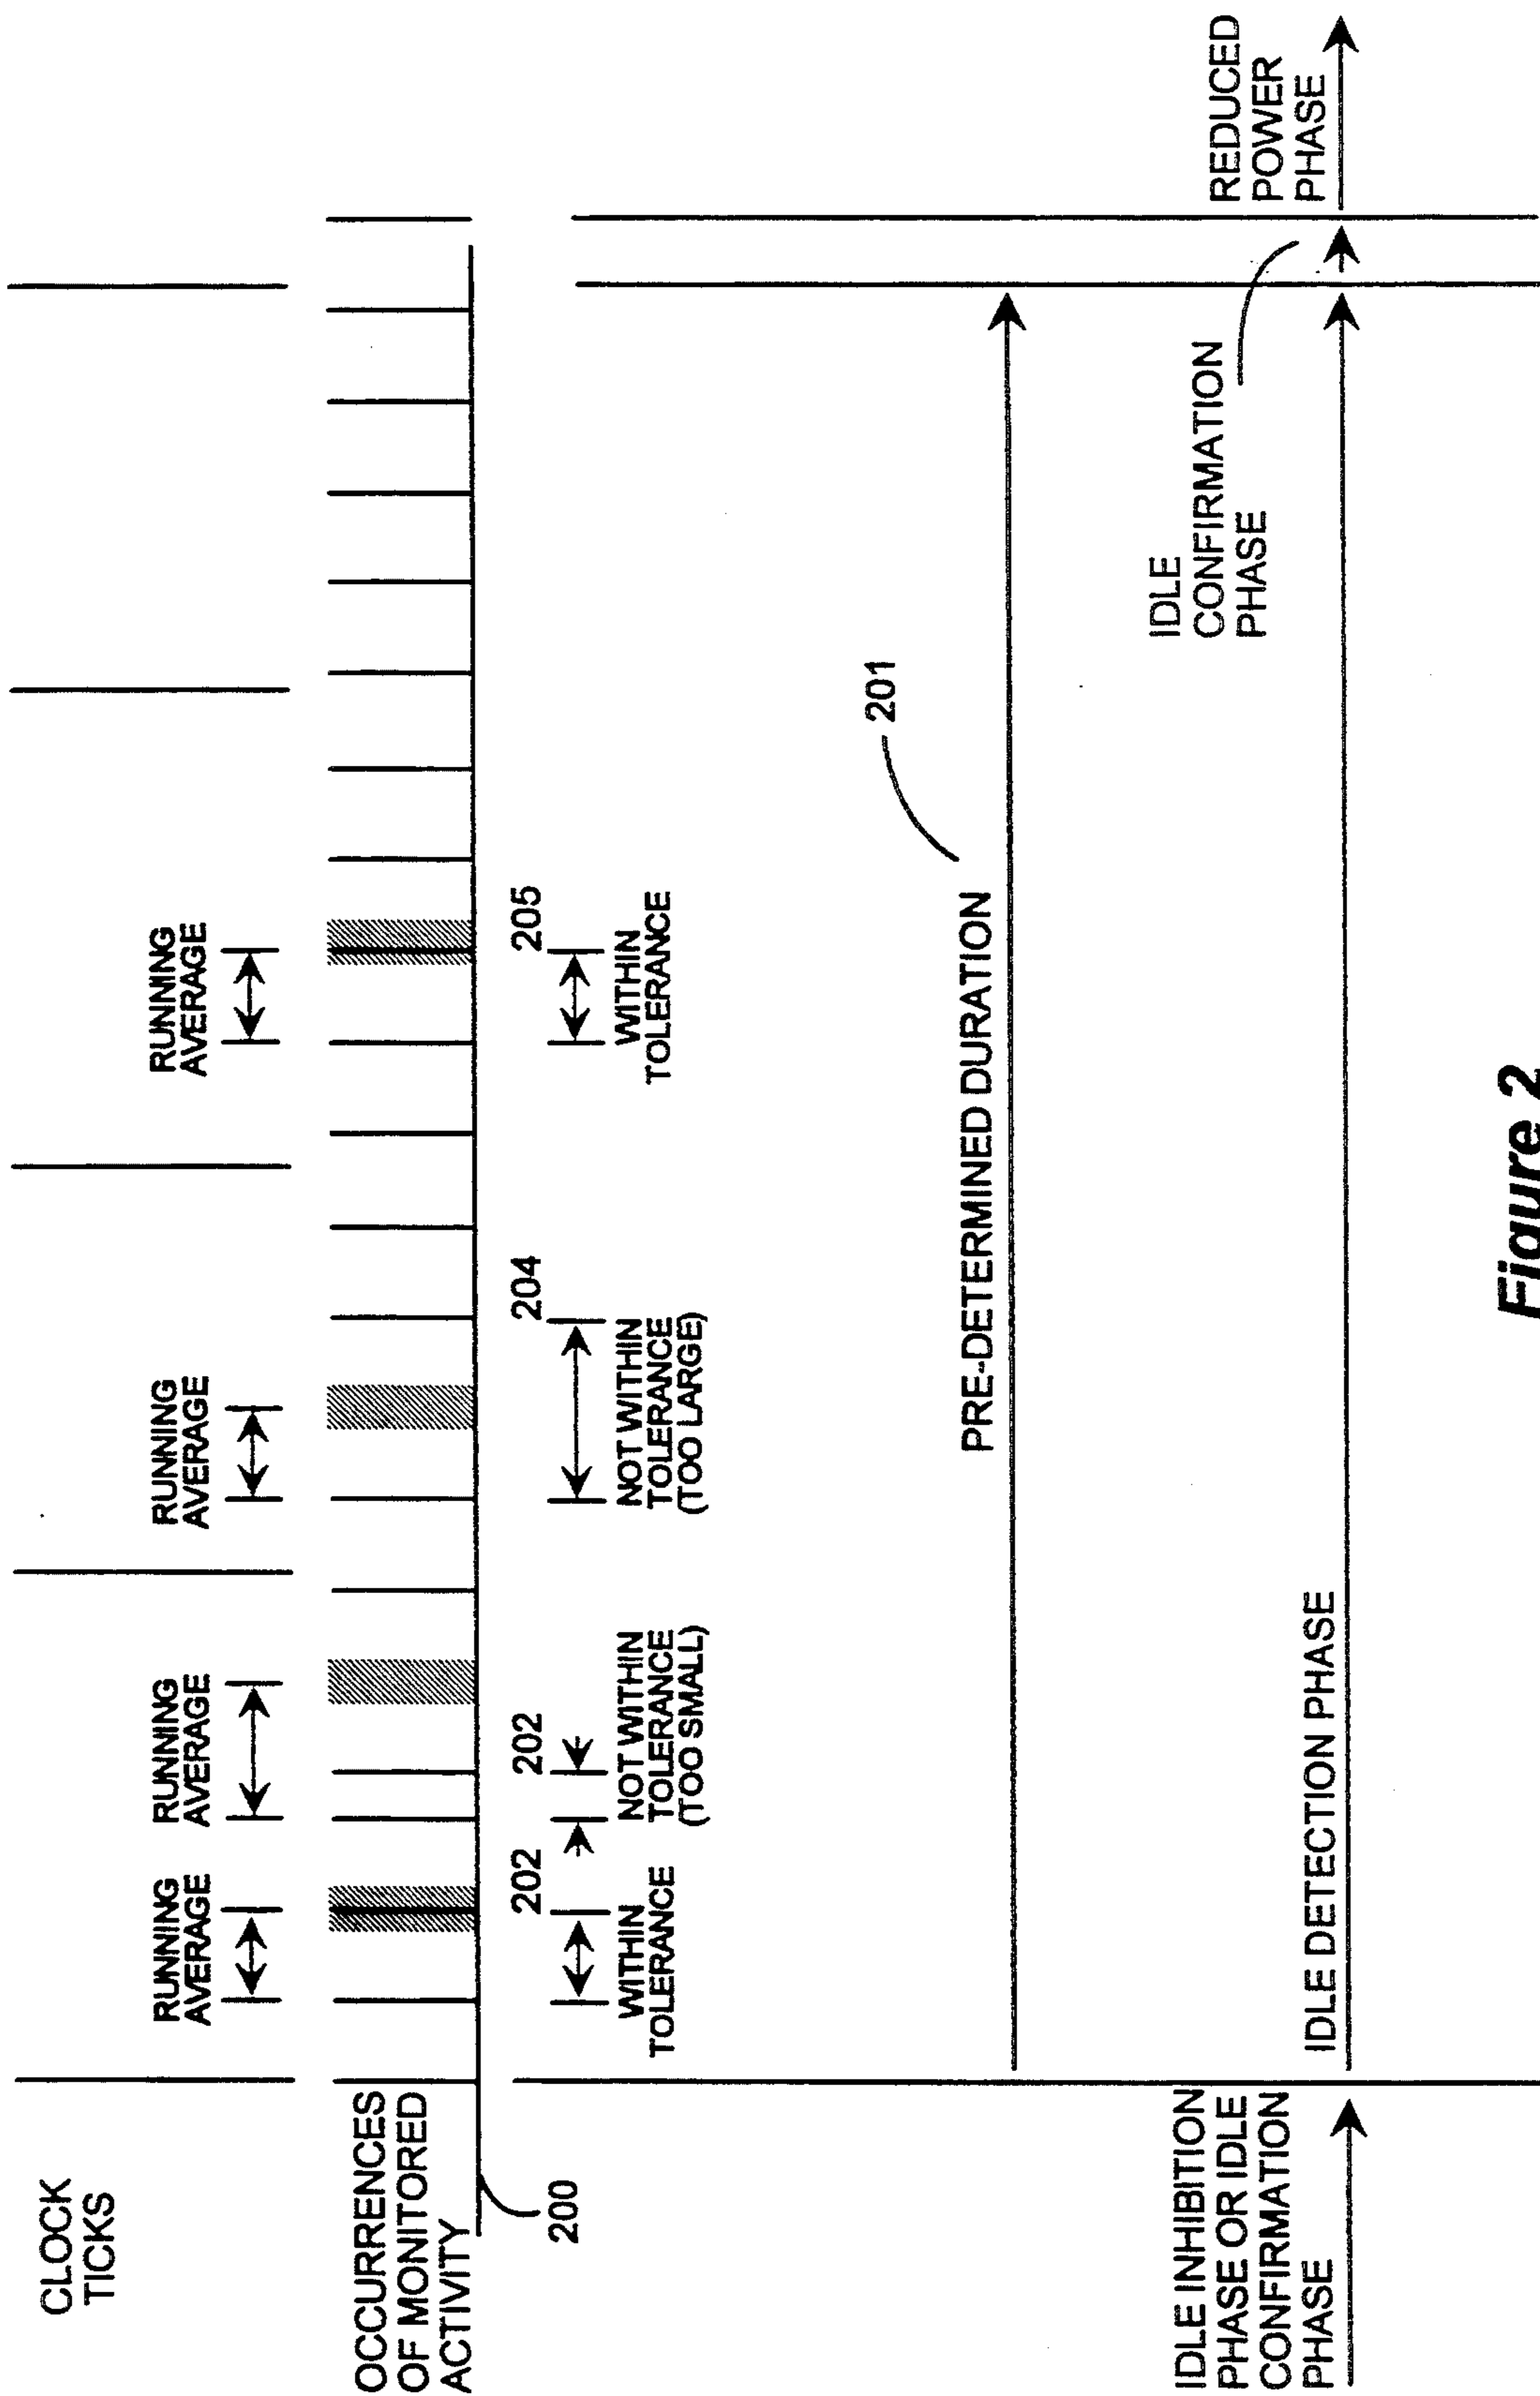 CLOCK
TICKS
RUNNING
AVERAGE
RUNNING
AVERAGE
RUNNING
AVERAGE
RUNNING
AVERAGE
OCCURRENCES
OF MONITORED
ACTIVITY
200
202
202
204
205
WITHIN
TOLERANCE
NOT WITHIN
TOLERANCE
(TOO SMALL)
NOT WITHIN
TOLERANCE
(TOO LARGE)
WITHIN
TOLERANCE
201
PRE-DETERMINED DURATION
IDLE INHIBITION
PHASE OR IDLE
CONFIRMATION
PHASE
IDLE DETECTION PHASE
IDLE
CONFIRMATION
PHASE
REDUCED
POWER
PHASE
Figure 2